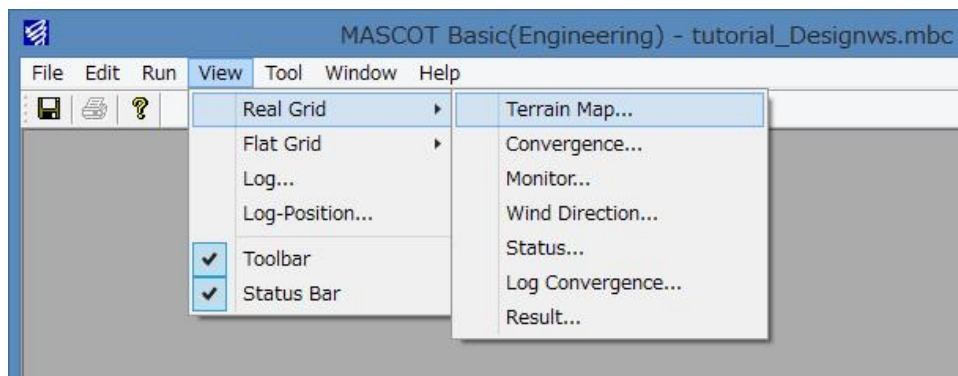 MASCOT Basic(Engineering) - tutorial_Designws.mbc
File Edit Run View Tool Window Help
Real Grid
Flat Grid
Log...
Log-Position...
Toolbar
Status Bar
Terrain Map...
Convergence...
Monitor...
Wind Direction...
Status...
Log Convergence...
Result...